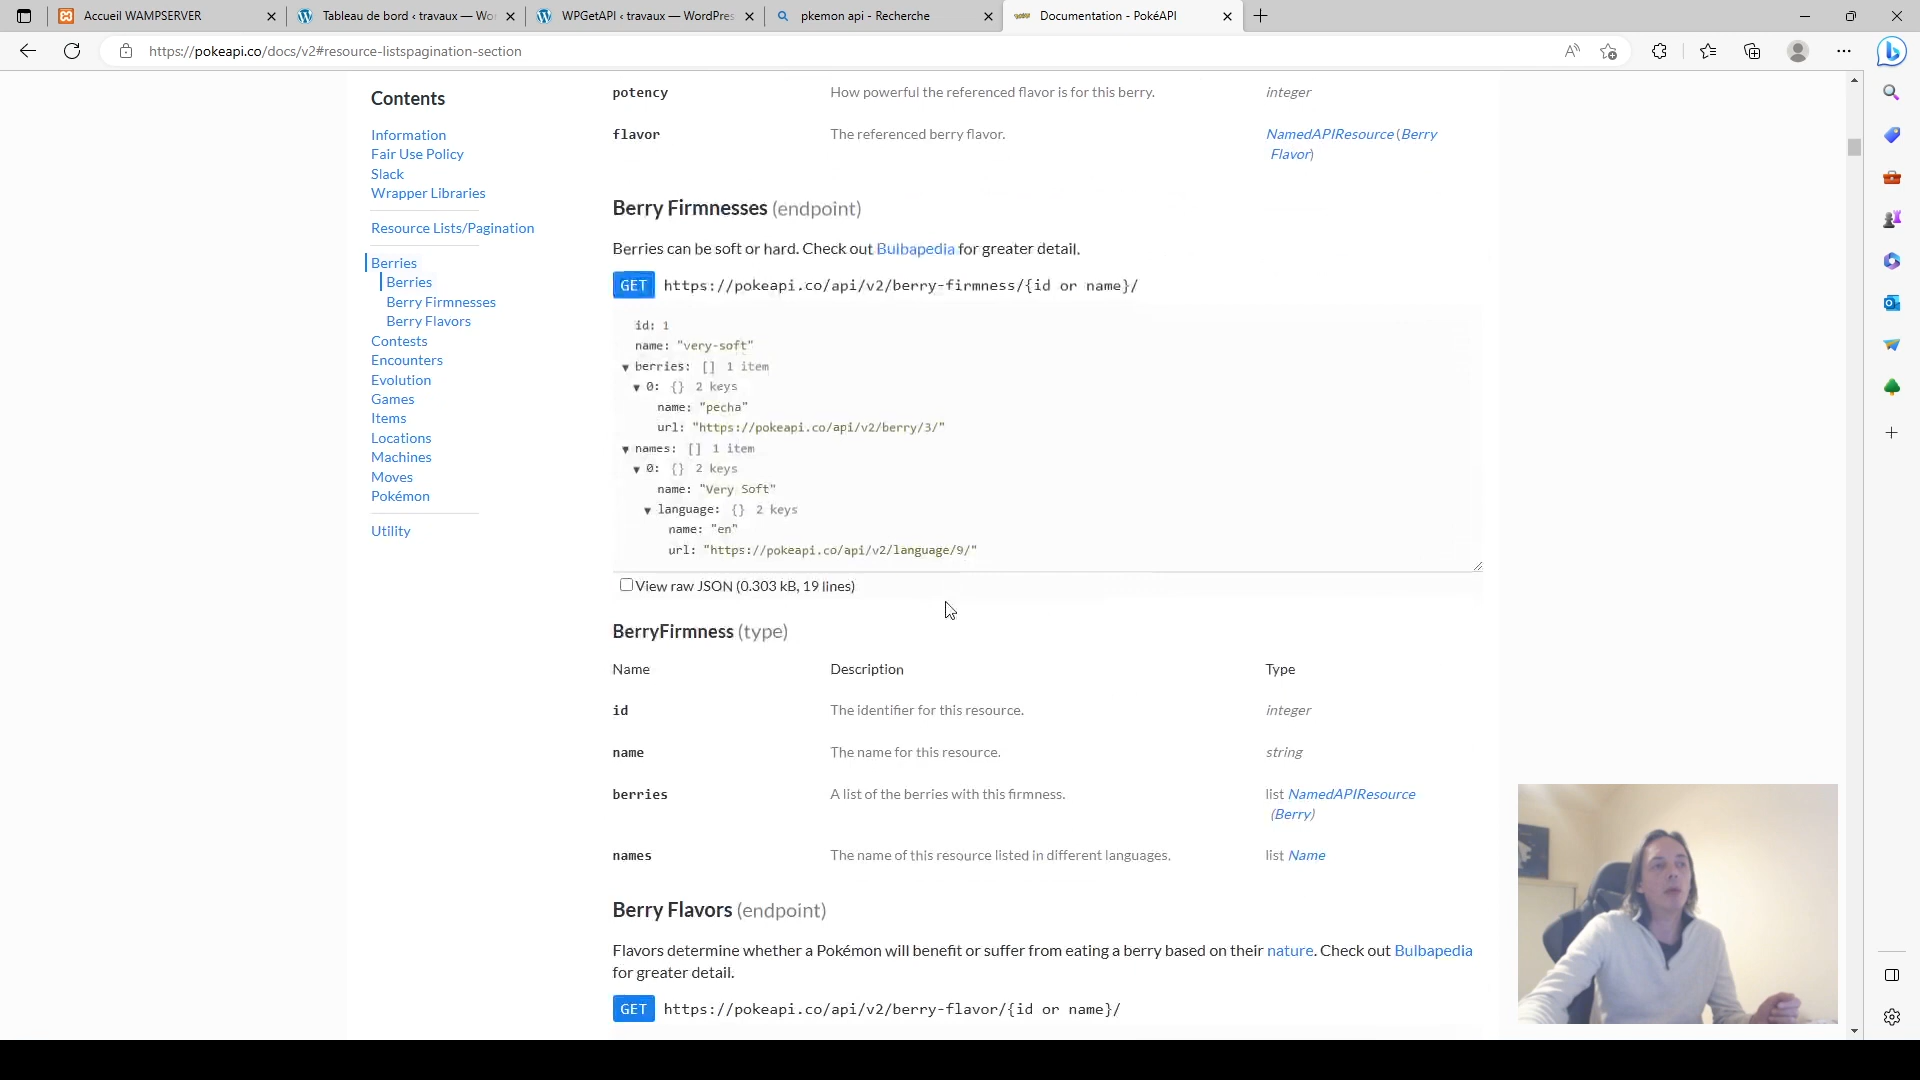 Accueil WAMPSERVER
Tableau de bord ‹ travaux — Wor
WPGetAPI ‹ travaux — WordPres
pkemon api - Recherche
Documentation - PokéAPI
https://pokeapi.co/docs/v2#resource-listspagination-section
Contents
Information
Fair Use Policy
Slack
Wrapper Libraries
Resource Lists/Pagination
Berries
Berries
Berry Firmnesses
Berry Flavors
Contests
Encounters
Evolution
Games
Items
Locations
Machines
Moves
Pokémon
Utility
potency How powerful the referenced flavor is for this berry. integer
flavor The referenced berry flavor. NamedAPIResource (Berry
Flavor)
Berry Firmnesses (endpoint)
Berries can be soft or hard. Check out Bulbapedia for greater detail.
GET https://pokeapi.co/api/v2/berry-firmness/{id or name}/
id: 1
name: "very-soft"
▼ berries: [] 1 item
▼ 0: {} 2 keys
name: "pecha"
url: "https://pokeapi.co/api/v2/berry/3/"
▼ names: [] 1 item
▼ 0: {} 2 keys
name: "Very Soft"
▼ language: {} 2 keys
name: "en"
url: "https://pokeapi.co/api/v2/language/9/"
View raw JSON (0.303 kB, 19 lines)
BerryFirmness (type)
Name Description Type
id The identifier for this resource. integer
name The name for this resource. string
berries A list of the berries with this firmness. list NamedAPIResource
(Berry)
names The name of this resource listed in different languages. list Name
Berry Flavors (endpoint)
Flavors determine whether a Pokémon will benefit or suffer from eating a berry based on their nature. Check out Bulbapedia
for greater detail.
GET https://pokeapi.co/api/v2/berry-flavor/{id or name}/